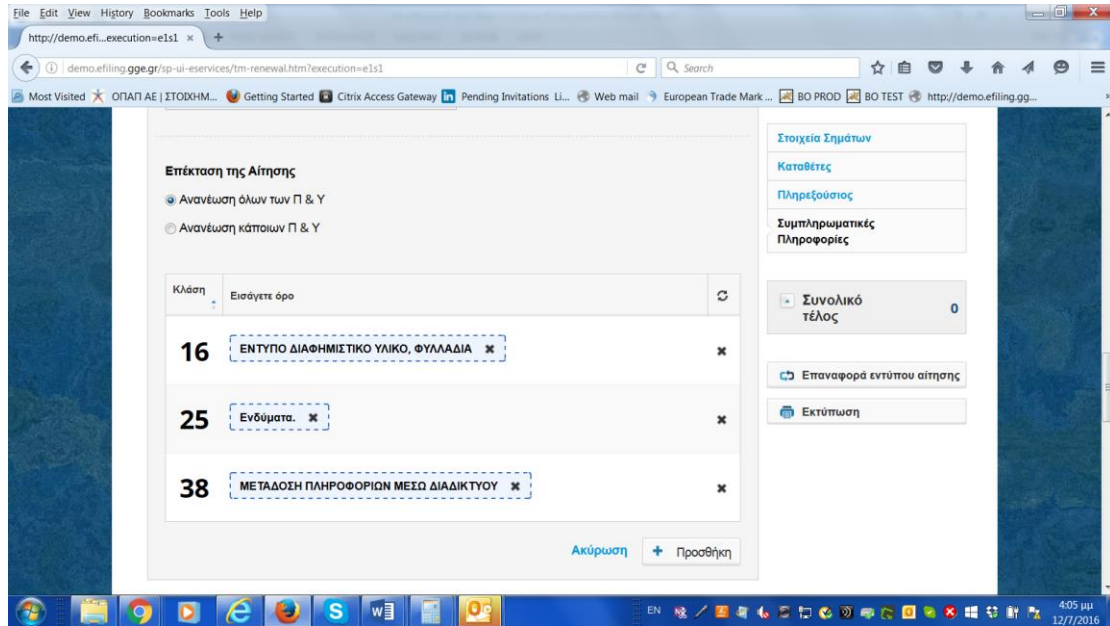 File Edit View History Bookmarks Tools Help
http://demo.efi...execution=e1s1 × +
demo.efiling.gge.gr/sp-ui-eservices/tm-renewal.htm?execution=e1s1 Search
Most Visited ΟΠΑΠ ΑΕ | ΣΤΟΙΧΗΜ... Getting Started Citrix Access Gateway Pending Invitations Li... Web mail European Trade Mark ... BO PROD BO TEST http://demo.efiling.gg...
Επέκταση της Αίτησης
Ανανέωση όλων των Π & Υ
Ανανέωση κάποιων Π & Υ
Κλάση Εισάγετε όρο
16 ΕΝΤΥΠΟ ΔΙΑΦΗΜΙΣΤΙΚΟ ΥΛΙΚΟ, ΦΥΛΛΑΔΙΑ
25 Ενδύματα.
38 ΜΕΤΑΔΟΣΗ ΠΛΗΡΟΦΟΡΙΩΝ ΜΕΣΩ ΔΙΑΔΙΚΤΥΟΥ
Ακύρωση + Προσθήκη
Στοιχεία Σημάτων
Καταθέτες
Πληρεξούσιος
Συμπληρωματικές
Πληροφορίες
Συνολικό
τέλος 0
Επαναφορά εντύπου αίτησης
Εκτύπωση
EN 4:05 μμ
12/7/2016